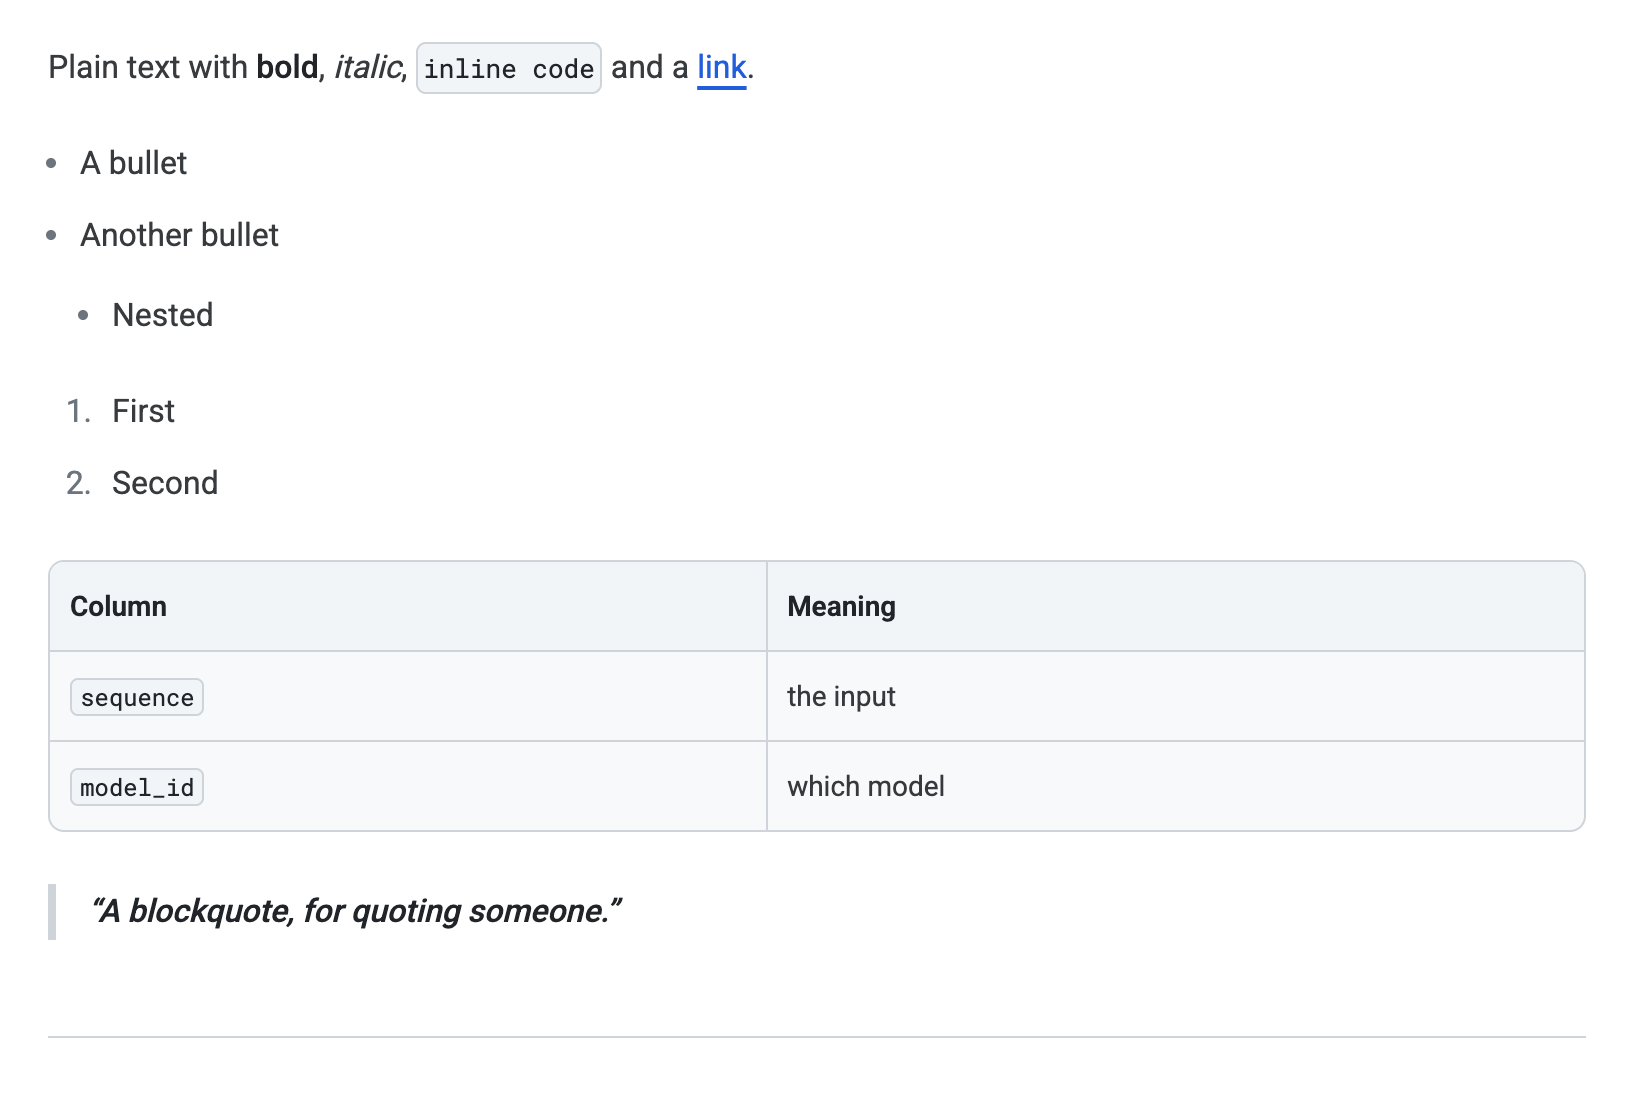 Plain text with bold, italic, inline code and a link.
• A bullet
• Another bullet
• Nested
1. First
2. Second
Column Meaning
sequence the input
model_id which model
“A blockquote, for quoting someone.”